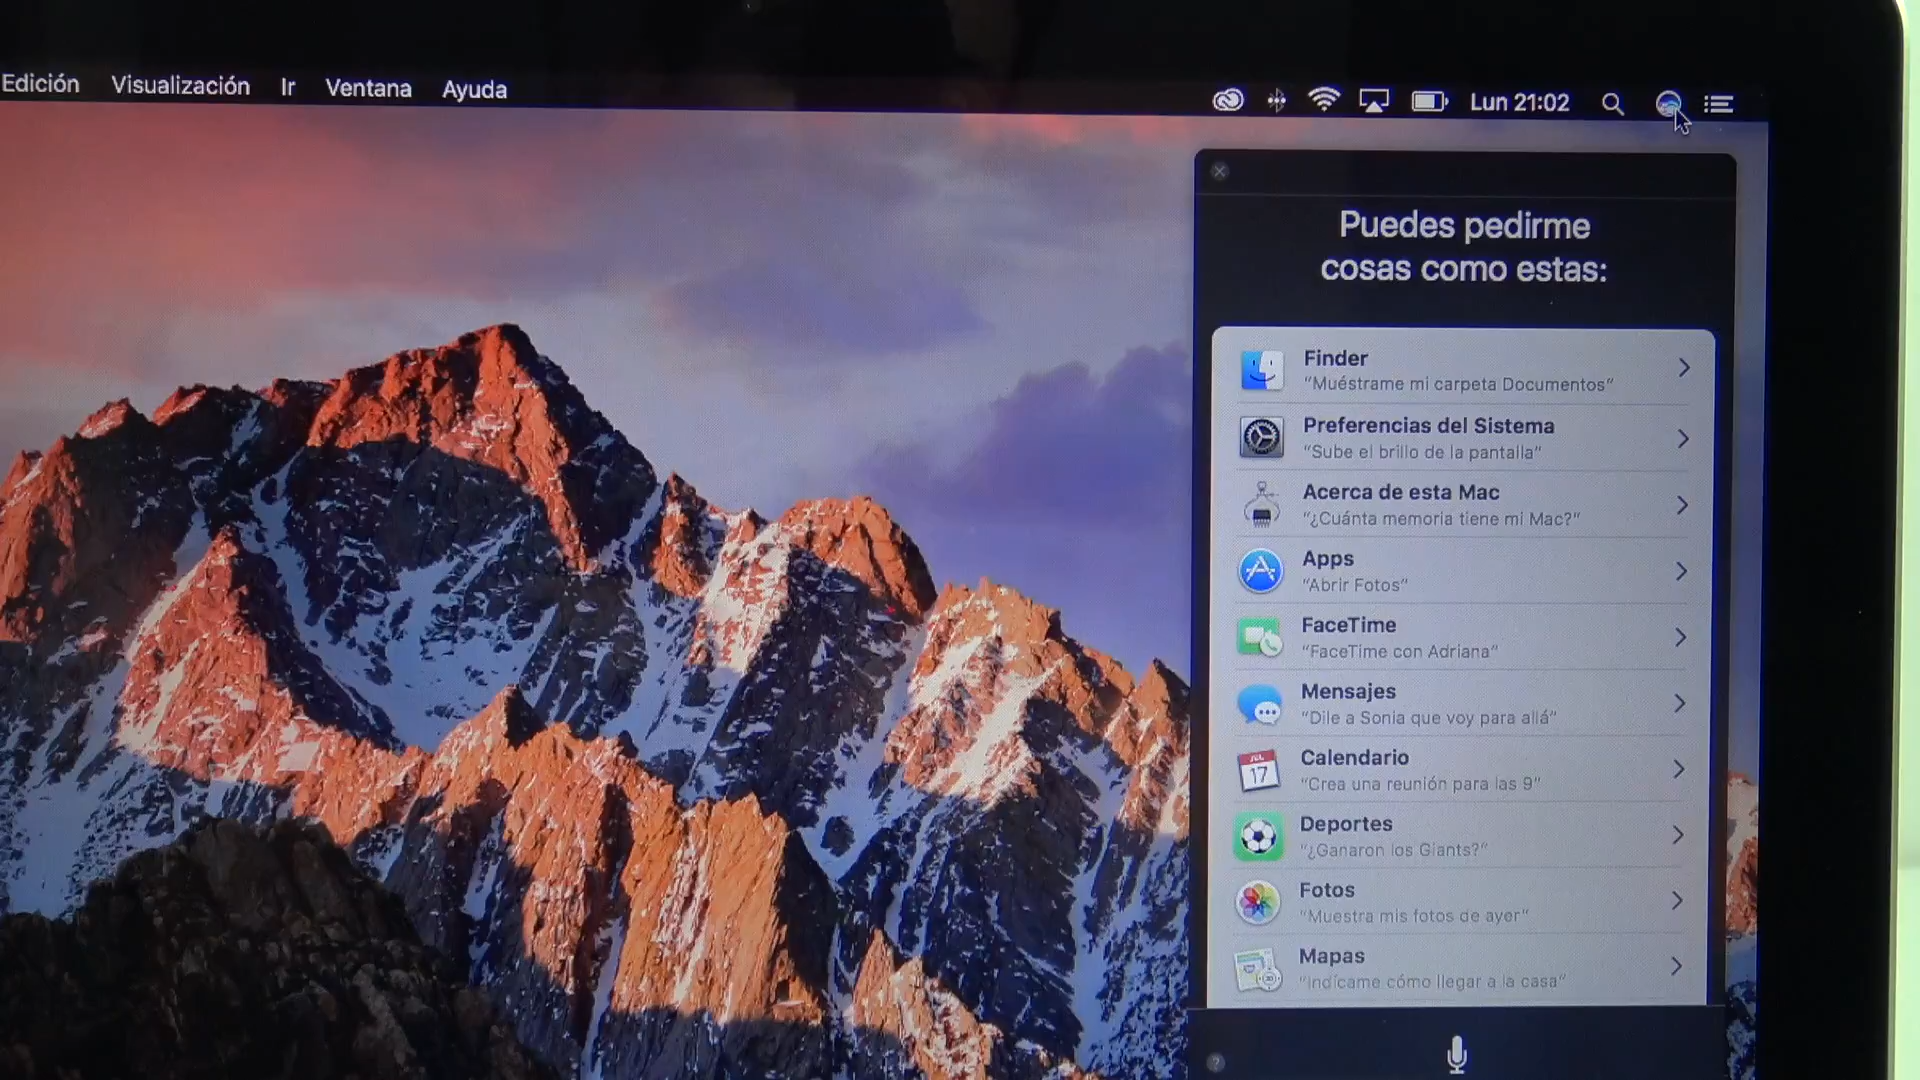 Edición Visualización Ir Ventana Ayuda
Lun 21:02
Puedes pedirme
cosas como estas:
Finder
“Muéstrame mi carpeta Documentos”
Preferencias del Sistema
“Sube el brillo de la pantalla”
Acerca de esta Mac
“¿Cuánta memoria tiene mi Mac?”
Apps
“Abrir Fotos”
FaceTime
“FaceTime con Adriana”
Mensajes
“Dile a Sonia que voy para allá”
JUL
17
Calendario
“Crea una reunión para las 9”
Deportes
“¿Ganaron los Giants?”
Fotos
“Muestra mis fotos de ayer”
Mapas
“Indícame cómo llegar a la casa”
?